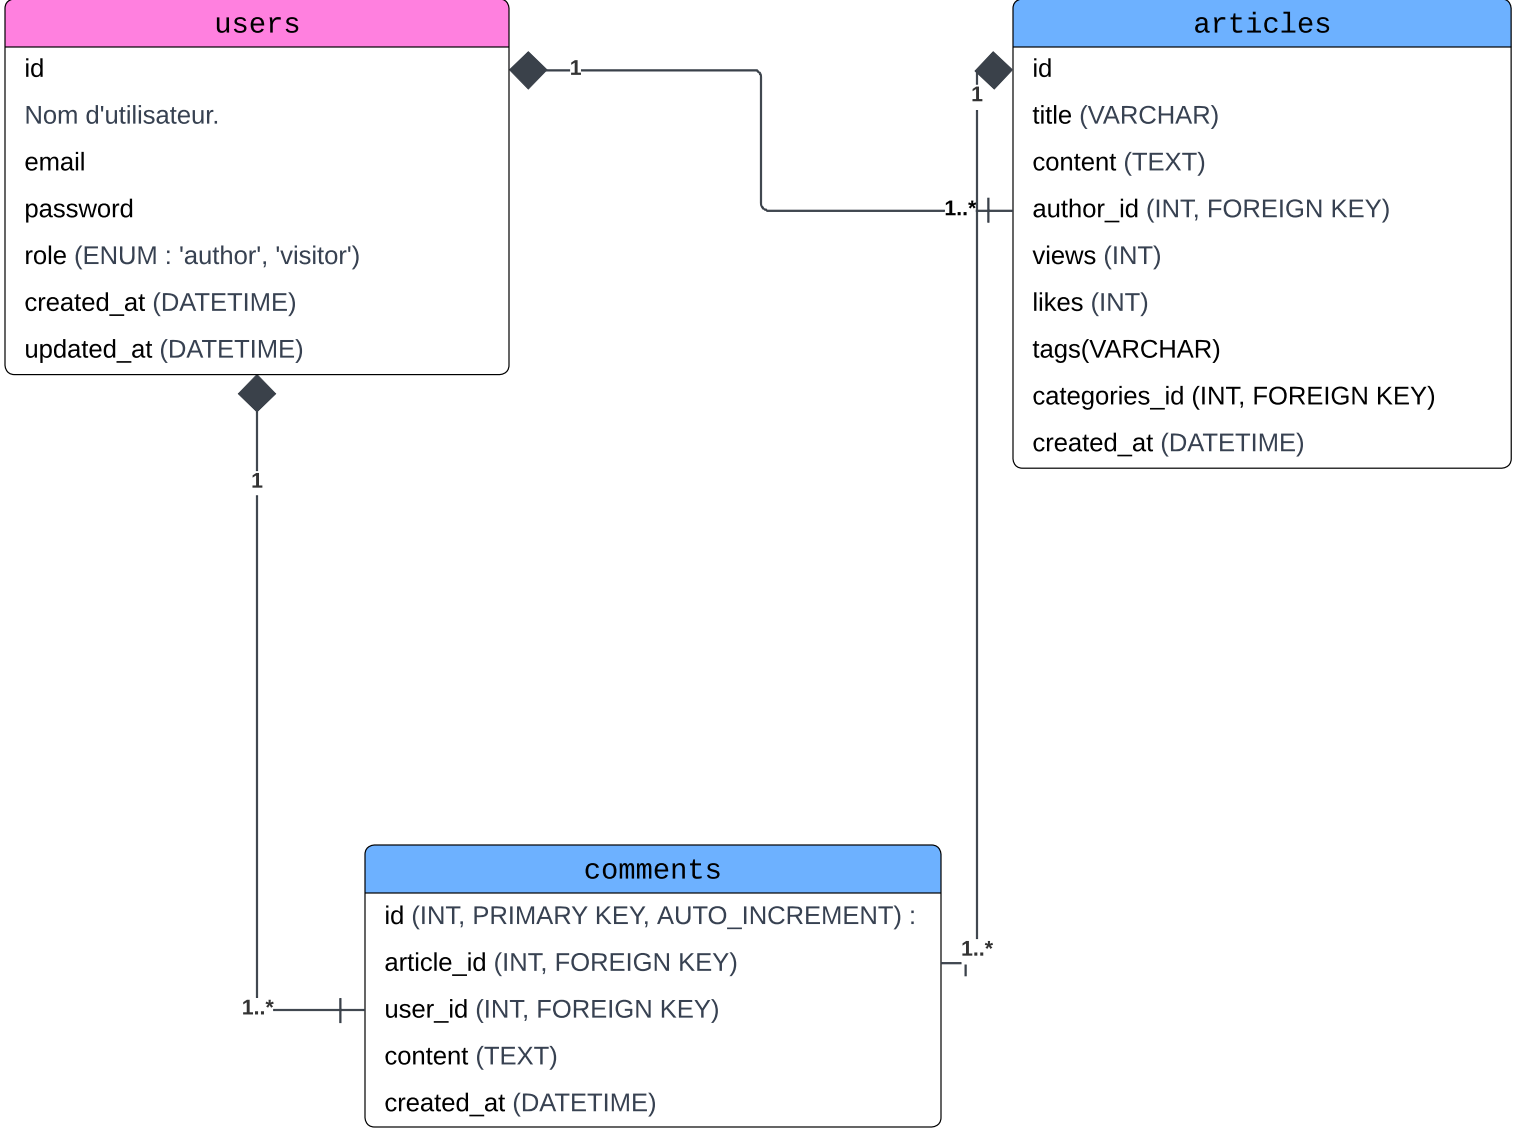 users
id
Nom d'utilisateur.
email
password
role (ENUM : 'author', 'visitor')
created_at (DATETIME)
updated_at (DATETIME)
1
1..*
articles
id
title (VARCHAR)
content (TEXT)
author_id (INT, FOREIGN KEY)
views (INT)
likes (INT)
tags(VARCHAR)
categories_id (INT, FOREIGN KEY)
created_at (DATETIME)
1
1
1..*
1..*
comments
id (INT, PRIMARY KEY, AUTO_INCREMENT) :
article_id (INT, FOREIGN KEY)
user_id (INT, FOREIGN KEY)
content (TEXT)
created_at (DATETIME)